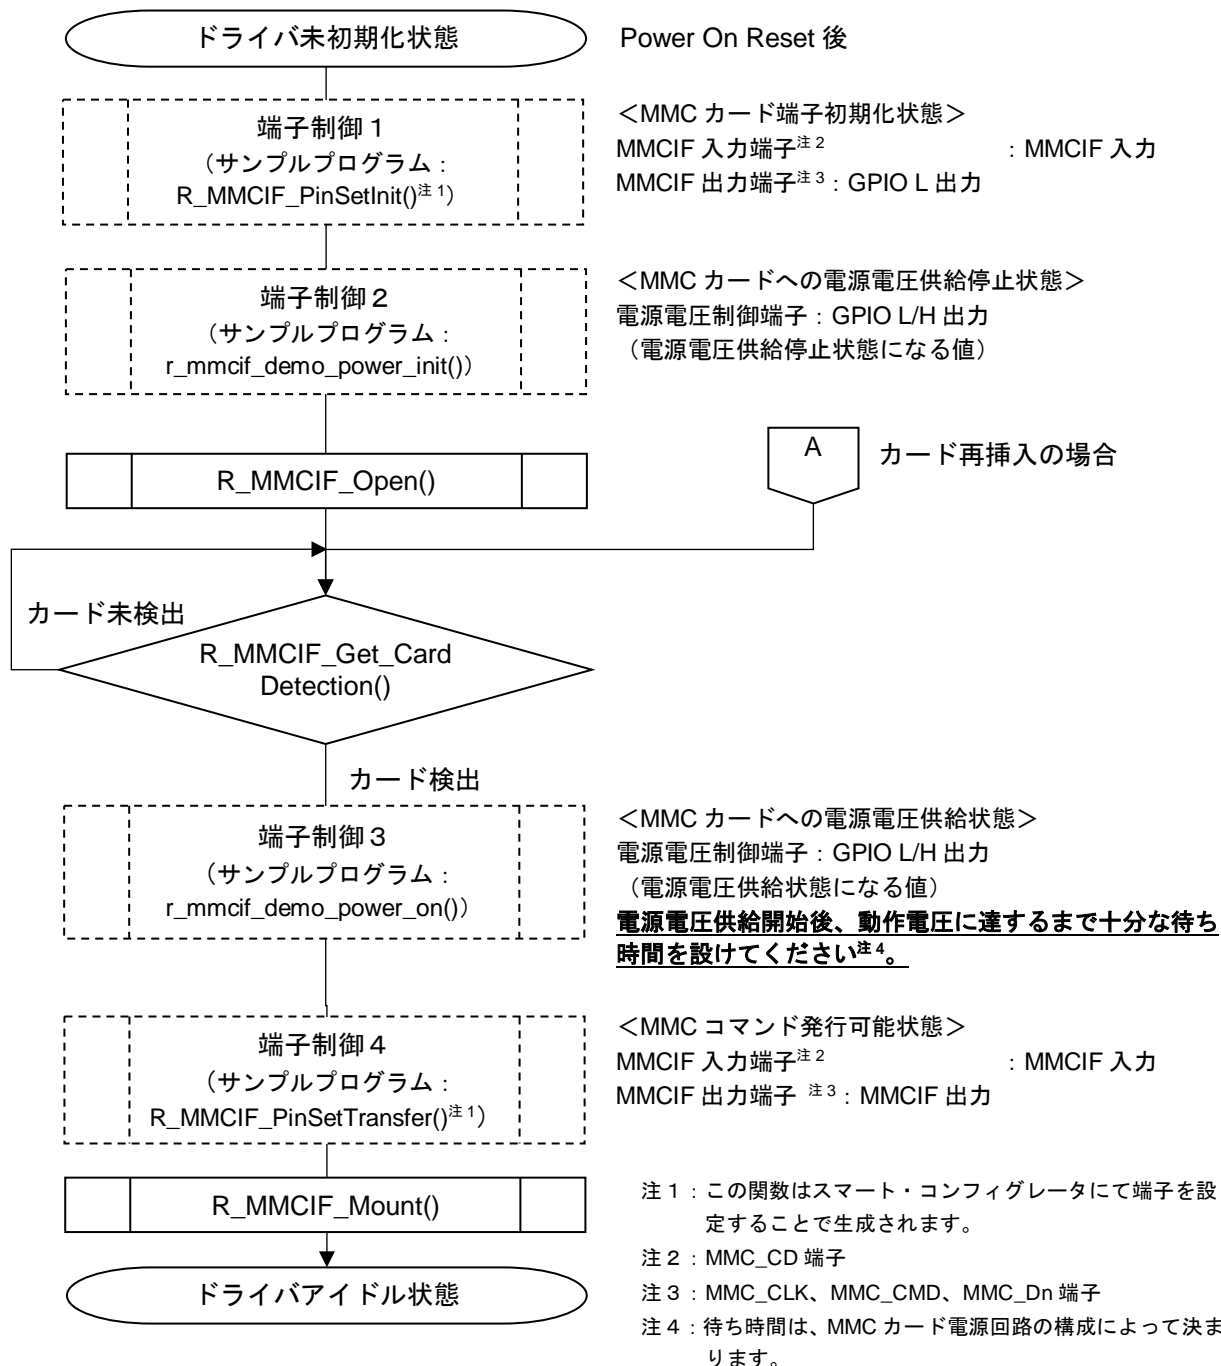 ドライバ未初期化状態
Power On Reset 後
端子制御１
（サンプルプログラム：
R_MMCIF_PinSetInit()注 1）
＜MMC カード端子初期化状態＞
MMCIF 入力端子注 2 ：MMCIF 入力
MMCIF 出力端子注 3：GPIO L 出力
端子制御２
（サンプルプログラム：
r_mmcif_demo_power_init()）
＜MMC カードへの電源電圧供給停止状態＞
電源電圧制御端子：GPIO L/H 出力
（電源電圧供給停止状態になる値）
R_MMCIF_Open()
A
カード再挿入の場合
カード未検出
R_MMCIF_Get_Card
Detection()
カード検出
端子制御３
（サンプルプログラム：
r_mmcif_demo_power_on()）
＜MMC カードへの電源電圧供給状態＞
電源電圧制御端子：GPIO L/H 出力
（電源電圧供給状態になる値）
電源電圧供給開始後、動作電圧に達するまで十分な待ち
時間を設けてください注 4。
端子制御４
（サンプルプログラム：
R_MMCIF_PinSetTransfer()注 1）
＜MMC コマンド発行可能状態＞
MMCIF 入力端子注 2 ：MMCIF 入力
MMCIF 出力端子 注 3：MMCIF 出力
R_MMCIF_Mount()
ドライバアイドル状態
注 1：この関数はスマート・コンフィグレータにて端子を設
定することで生成されます。
注 2：MMC_CD 端子
注 3：MMC_CLK、MMC_CMD、MMC_Dn 端子
注 4：待ち時間は、MMC カード電源回路の構成によって決ま
ります。